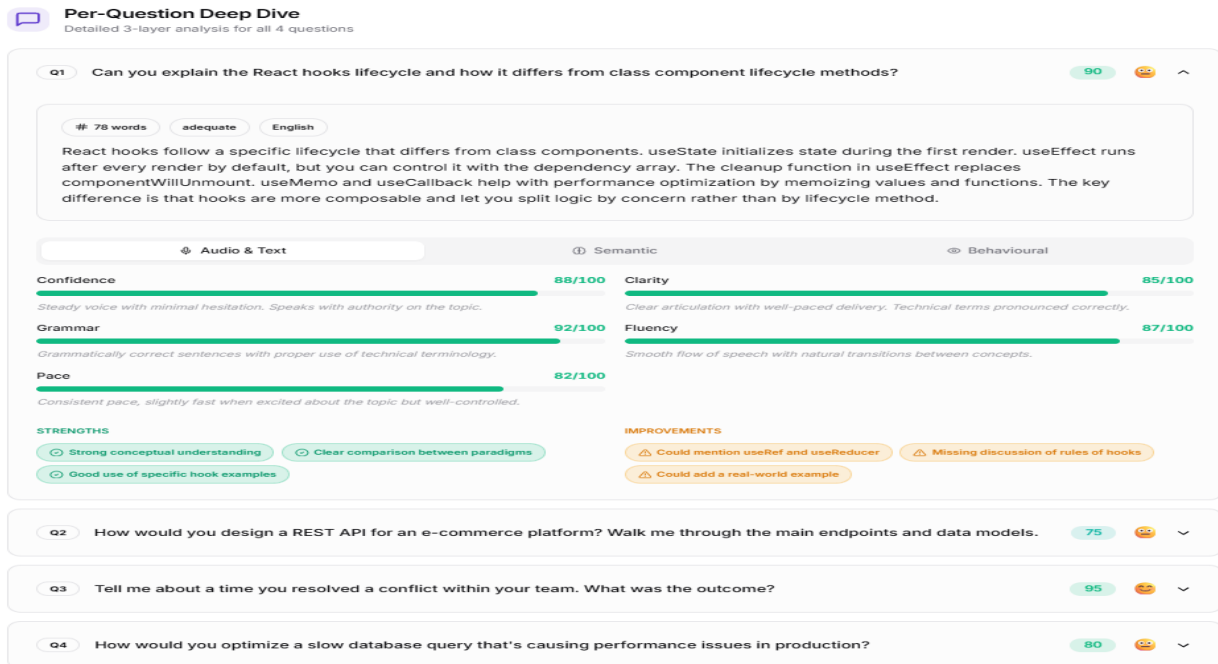 Per-Question Deep Dive
Detailed 3-layer analysis for all 4 questions
Q1 Can you explain the React hooks lifecycle and how it differs from class component lifecycle methods? 90
# 78 words adequate English
React hooks follow a specific lifecycle that differs from class components. useState initializes state during the first render. useEffect runs
after every render by default, but you can control it with the dependency array. The cleanup function in useEffect replaces
componentWillUnmount. useMemo and useCallback help with performance optimization by memoizing values and functions. The key
difference is that hooks are more composable and let you split logic by concern rather than by lifecycle method.
Audio & Text Semantic Behavioural
Confidence 88/100 Clarity 85/100
Steady voice with minimal hesitation. Speaks with authority on the topic. Clear articulation with well-paced delivery. Technical terms pronounced correctly.
Grammar 92/100 Fluency 87/100
Grammatically correct sentences with proper use of technical terminology. Smooth flow of speech with natural transitions between concepts.
Pace 82/100
Consistent pace, slightly fast when excited about the topic but well-controlled.
STRENGTHS IMPROVEMENTS
Strong conceptual understanding Clear comparison between paradigms Could mention useRef and useReducer Missing discussion of rules of hooks
Good use of specific hook examples Could add a real-world example
Q2 How would you design a REST API for an e-commerce platform? Walk me through the main endpoints and data models. 75
Q3 Tell me about a time you resolved a conflict within your team. What was the outcome? 95
Q4 How would you optimize a slow database query that's causing performance issues in production? 80